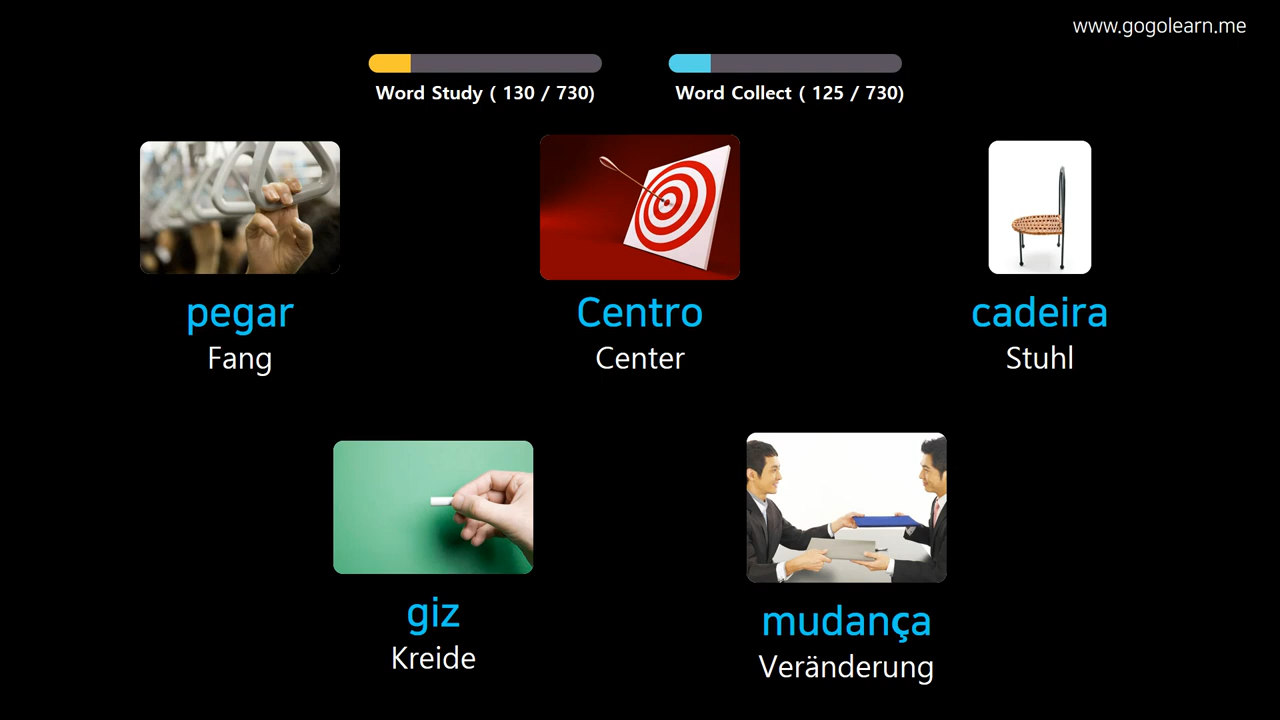 www.gogolearn.me
Word Study ( 130 / 730)
Word Collect ( 125 / 730)
pegar
Fang
Centro
Center
cadeira
Stuhl
giz
Kreide
mudança
Veränderung